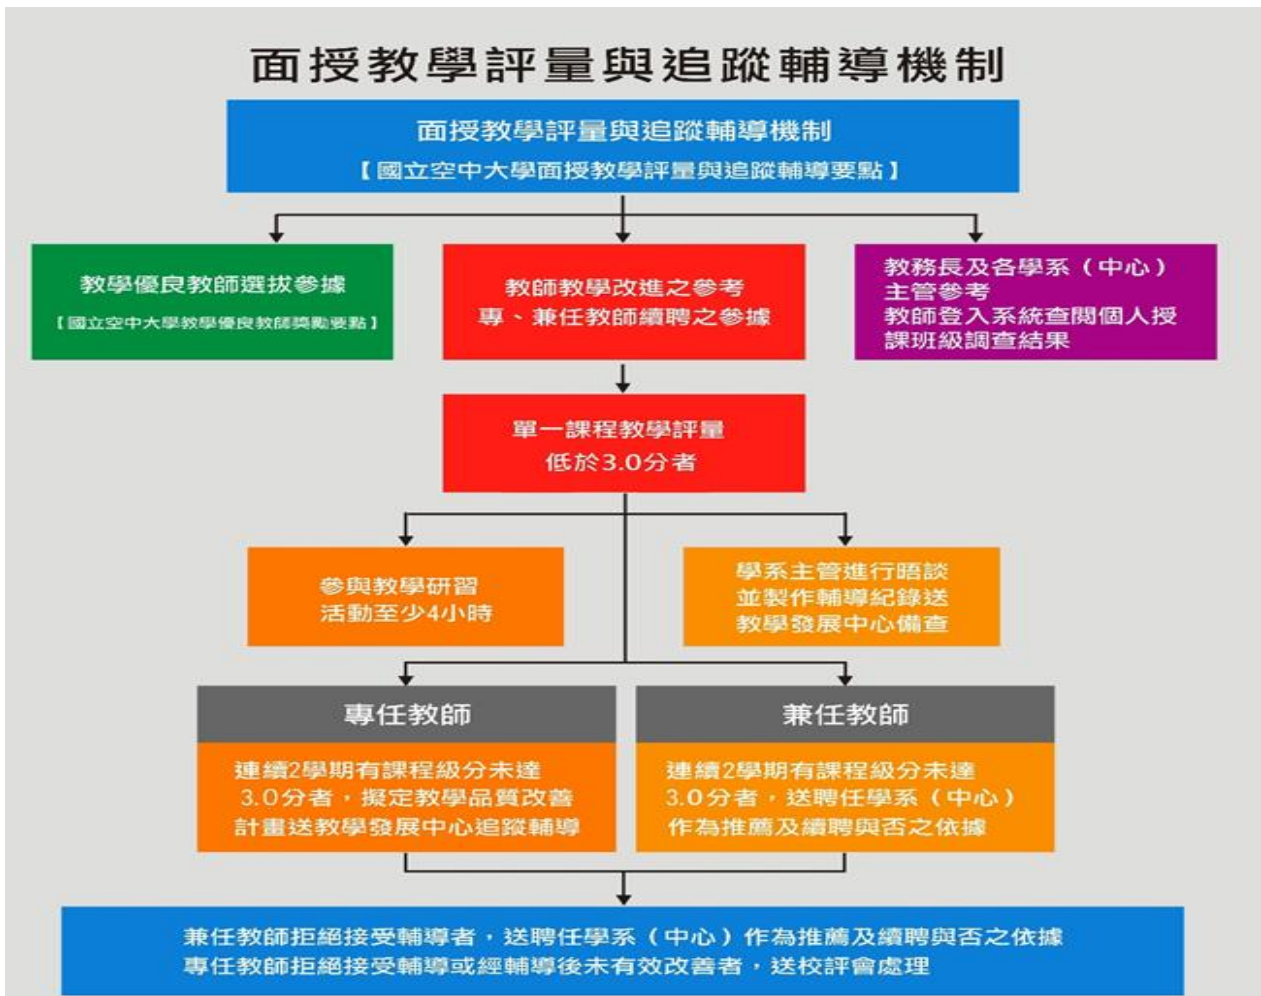 面授教學評量與追蹤輔導機制
面授教學評量與追蹤輔導機制
【國立空中大學面授教學評量與追蹤輔導要點】
教學優良教師選拔參據
【國立空中大學教學優良教師獎勵要點】
教師教學改進之參考
專、兼任教師續聘之參據
教務長及各學系（中心）
主管參考
教師登入系統查閱個人授
課班級調查結果
單一課程教學評量
低於3.0分者
參與教學研習
活動至少4小時
學系主管進行晤談
並製作輔導紀錄送
教學發展中心備查
專任教師
連續2學期有課程級分未達
3.0分者，擬定教學品質改善
計畫送教學發展中心追蹤輔導
兼任教師
連續2學期有課程級分未達
3.0分者，送聘任學系（中心）
作為推薦及續聘與否之依據
兼任教師拒絕接受輔導者，送聘任學系（中心）作為推薦及續聘與否之依據
專任教師拒絕接受輔導或經輔導後未有效改善者，送校評會處理